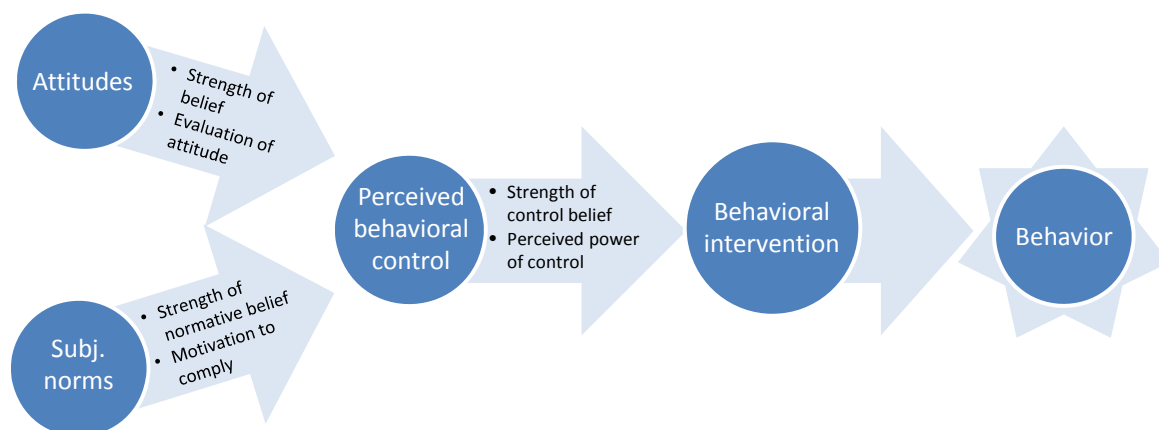 Attitudes
• Strength of
belief
• Evaluation of
attitude
Subj.
norms
• Strength of
normative belief
• Motivation to
comply
Perceived
behavioral
control
• Strength of
control belief
• Perceived power
of control
Behavioral
intervention
Behavior